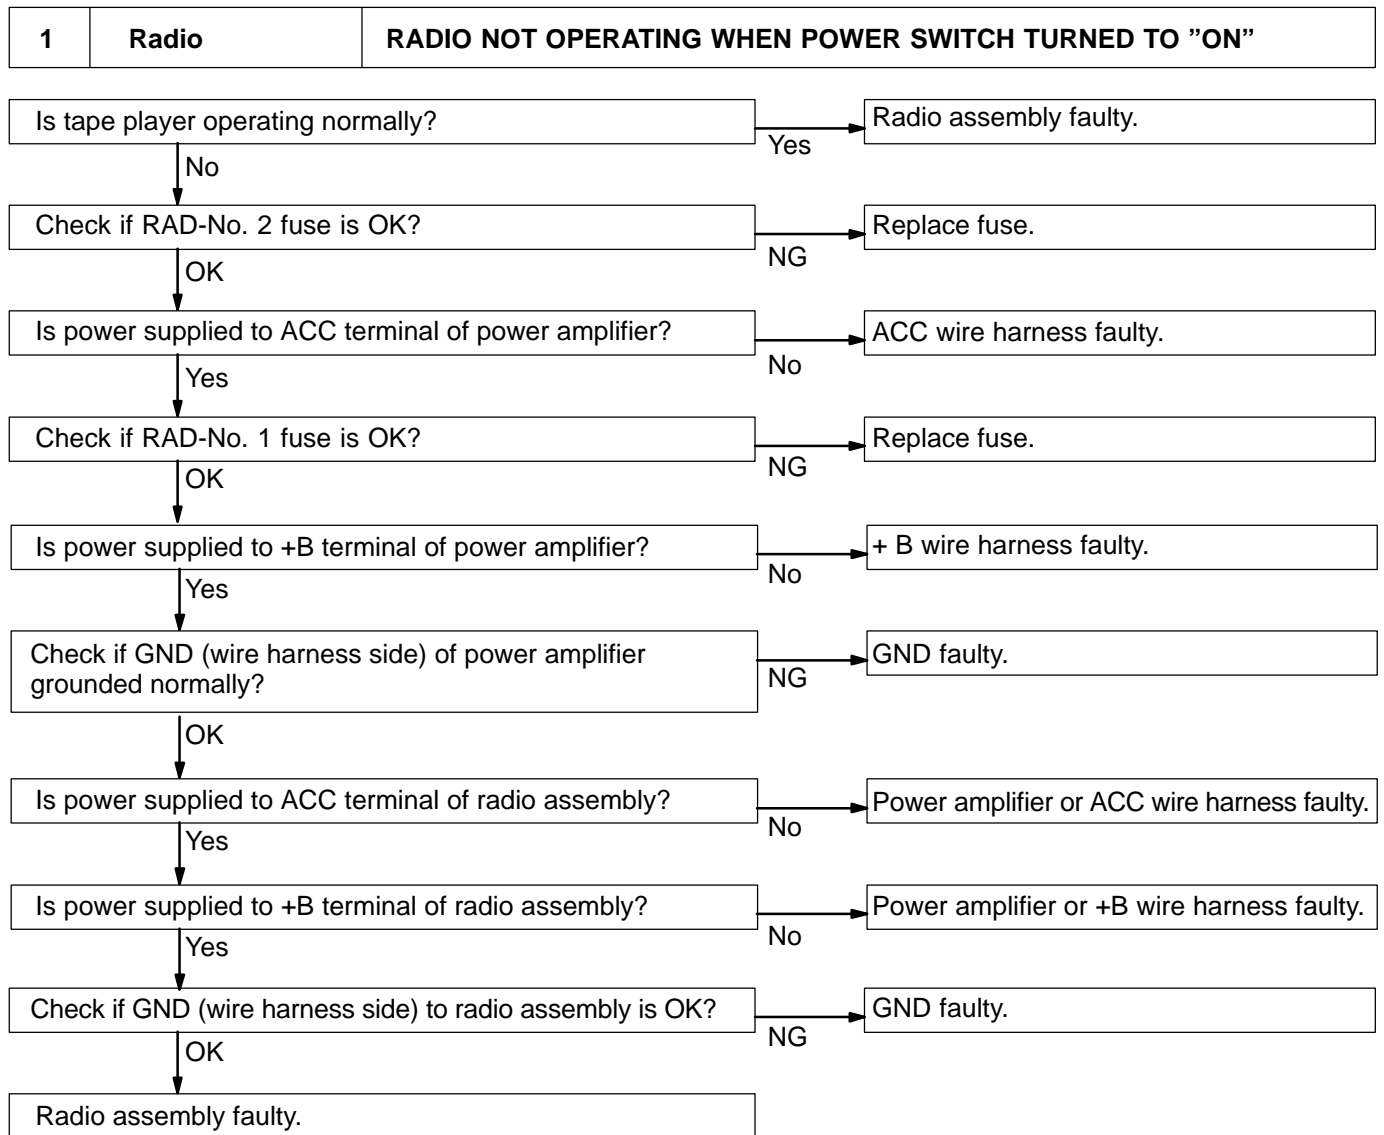 1 Radio RADIO NOT OPERATING WHEN POWER SWITCH TURNED TO ”ON”
Is tape player operating normally?
Yes
Radio assembly faulty.
No
Check if RAD-No. 2 fuse is OK?
NG
Replace fuse.
OK
Is power supplied to ACC terminal of power amplifier?
No
ACC wire harness faulty.
Yes
Check if RAD-No. 1 fuse is OK?
NG
Replace fuse.
OK
Is power supplied to +B terminal of power amplifier?
No
+ B wire harness faulty.
Yes
Check if GND (wire harness side) of power amplifier
grounded normally?
NG
GND faulty.
OK
Is power supplied to ACC terminal of radio assembly?
No
Power amplifier or ACC wire harness faulty.
Yes
Is power supplied to +B terminal of radio assembly?
No
Power amplifier or +B wire harness faulty.
Yes
Check if GND (wire harness side) to radio assembly is OK?
NG
GND faulty.
OK
Radio assembly faulty.